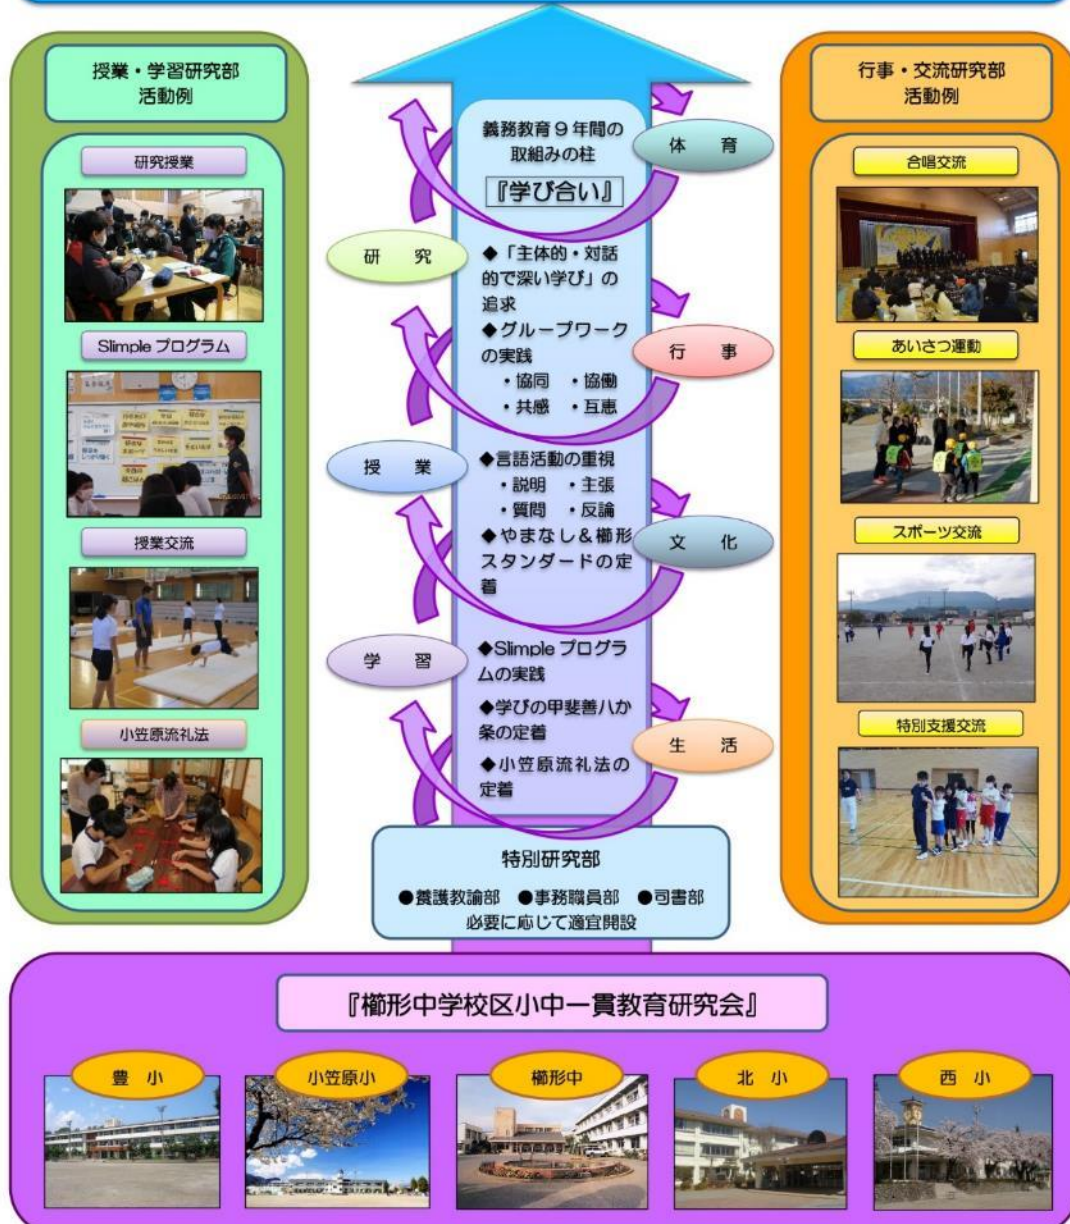 授業・学習研究部
活動例
研究授業
Slimple プログラム
授業交流
小笠原流礼法
義務教育９年間の
取組みの柱
『学び合い』
◆「主体的・対話
的で深い学び」の
追求
◆グループワーク
の実践
・協同 ・協働
・共感 ・互恵
◆言語活動の重視
・説明 ・主張
・質問 ・反論
◆やまなし＆櫛形
スタンダードの定
着
◆Slimple プログラ
ムの実践
◆学びの甲斐善八か
条の定着
◆小笠原流礼法の
定着
研 究
授 業
学 習
体 育
行 事
文 化
生 活
行事・交流研究部
活動例
合唱交流
あいさつ運動
スポーツ交流
特別支援交流
特別研究部
●養護教諭部 ●事務職員部 ●司書部
必要に応じて適宜開設
『櫛形中学校区小中一貫教育研究会』
豊 小
小笠原小
櫛形中
北 小
西 小